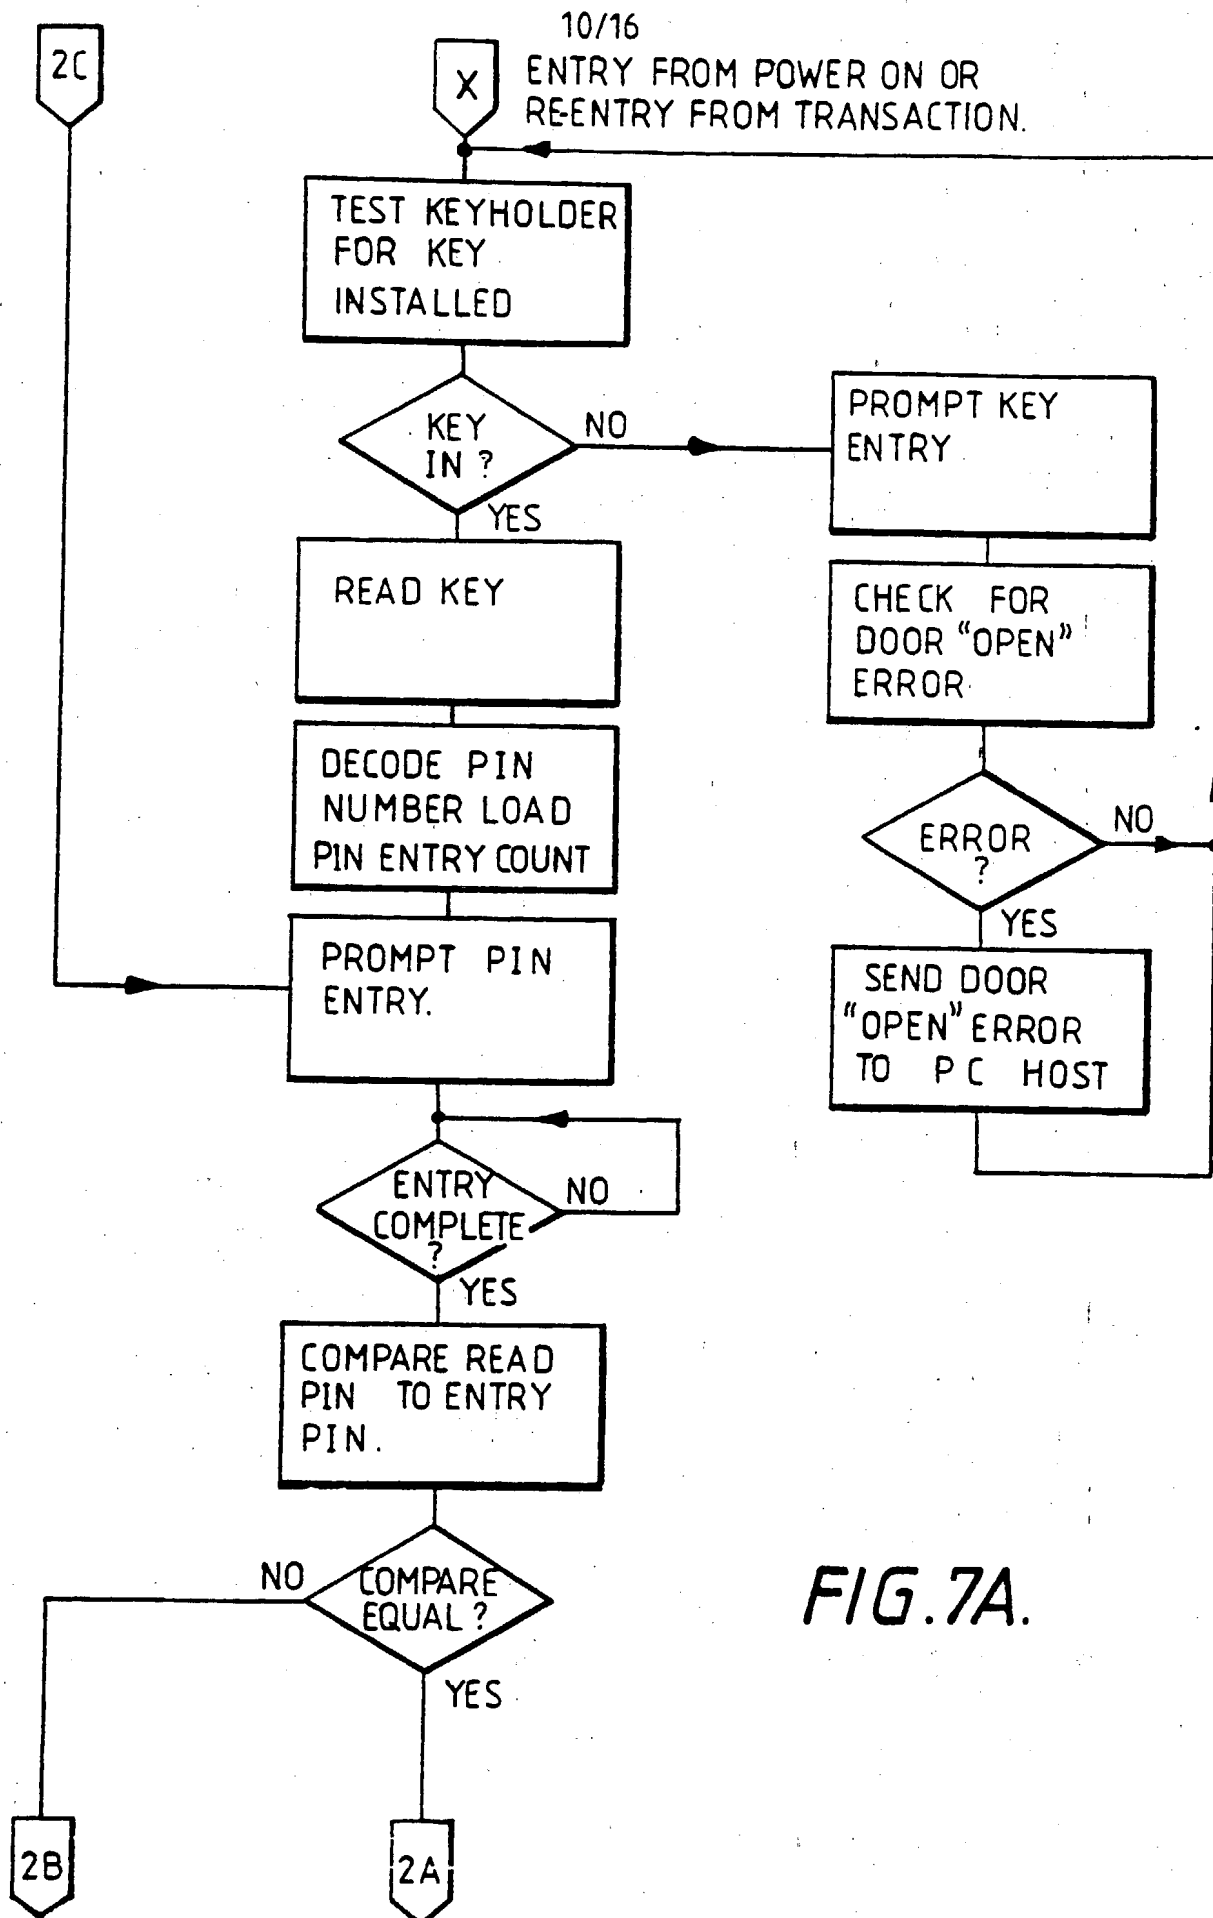 10/16
2C
X
ENTRY FROM POWER ON OR
RE-ENTRY FROM TRANSACTION.
TEST KEYHOLDER
FOR KEY
INSTALLED
KEY
IN ?
NO
YES
PROMPT KEY
ENTRY
READ KEY
CHECK FOR
DOOR "OPEN"
ERROR
DECODE PIN
NUMBER LOAD
PIN ENTRY COUNT
ERROR
?
NO
YES
PROMPT PIN
ENTRY.
SEND DOOR
"OPEN" ERROR
TO PC HOST
ENTRY
COMPLETE
?
NO
YES
COMPARE READ
PIN TO ENTRY
PIN.
COMPARE
EQUAL ?
NO
YES
FIG.7A.
2B
2A